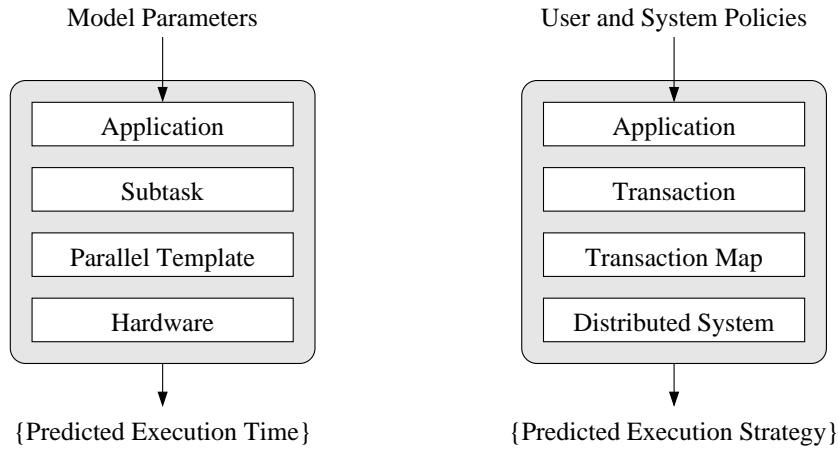 Model Parameters
Application
Subtask
Parallel Template
Hardware
{Predicted Execution Time}
User and System Policies
Application
Transaction
Transaction Map
Distributed System
{Predicted Execution Strategy}